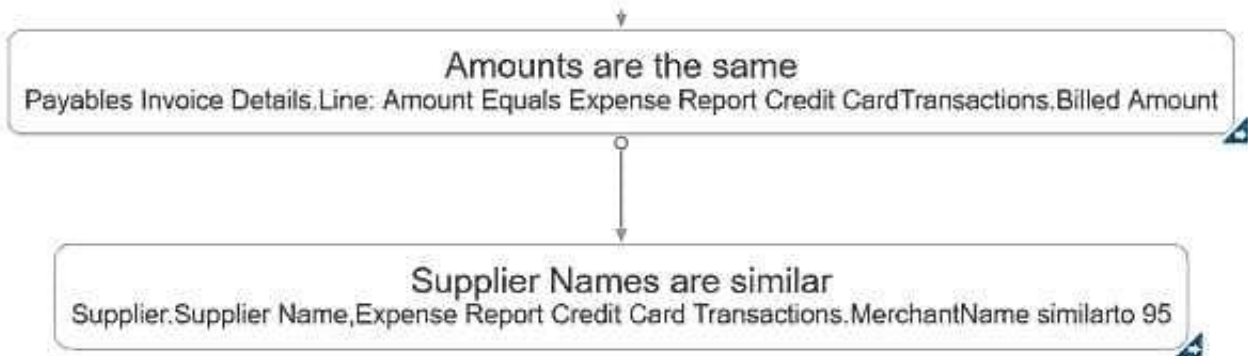 Amounts are the same
Payables Invoice Details.Line: Amount Equals Expense Report Credit CardTransactions.Billed Amount
Supplier Names are similar
Supplier.Supplier Name,Expense Report Credit Card Transactions.MerchantName similarto 95